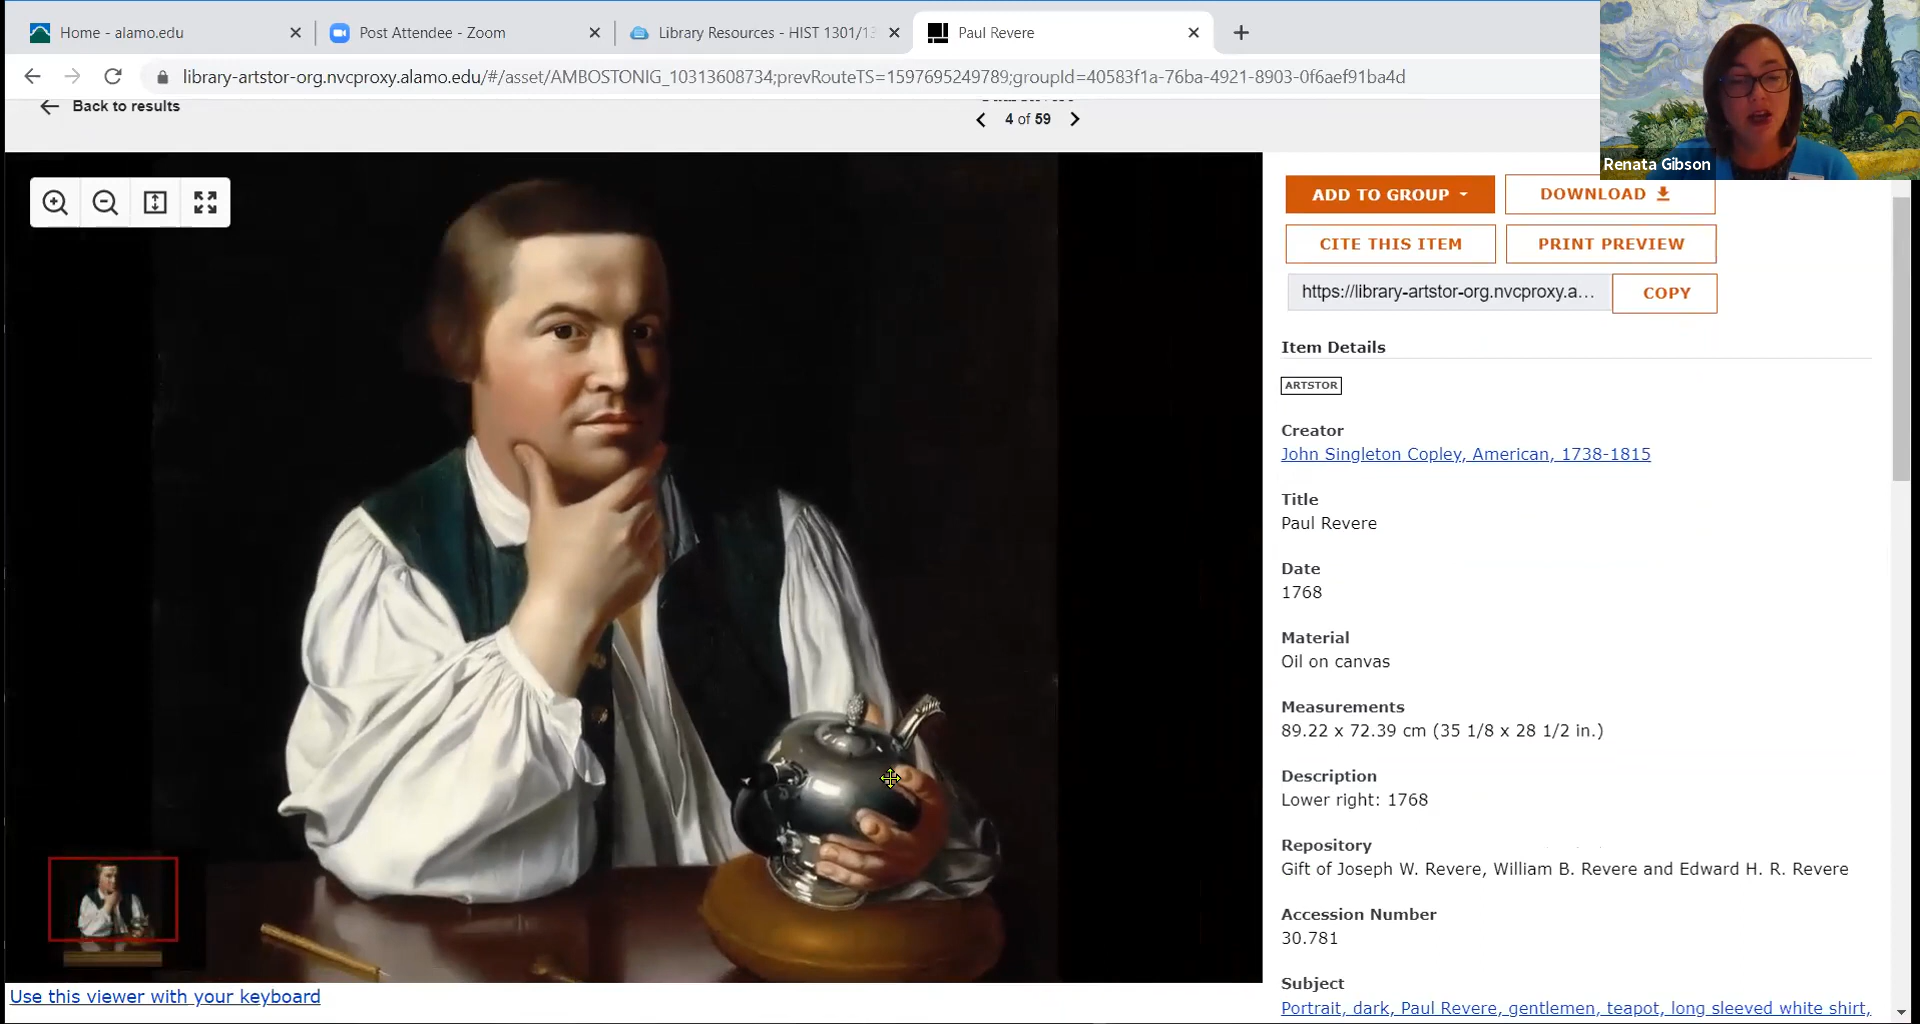 Home - alamo.edu
Post Attendee - Zoom
Library Resources - HIST 1301/13
Paul Revere
library-artstor-org.nvcproxy.alamo.edu/#/asset/AMBOSTONIG_10313608734;prevRouteTS=1597695249789;groupId=40583f1a-76ba-4921-8903-0f6aef91ba4d
Renata Gibson
Back to results
4 of 59
ADD TO GROUP
DOWNLOAD
CITE THIS ITEM
PRINT PREVIEW
https://library-artstor-org.nvcproxy.a...
COPY
Item Details
ARTSTOR
Creator
John Singleton Copley, American, 1738-1815
Title
Paul Revere
Date
1768
Material
Oil on canvas
Measurements
89.22 x 72.39 cm (35 1/8 x 28 1/2 in.)
Description
Lower right: 1768
Repository
Gift of Joseph W. Revere, William B. Revere and Edward H. R. Revere
Accession Number
30.781
Subject
Portrait, dark, Paul Revere, gentlemen, teapot, long sleeved white shirt,
Use this viewer with your keyboard